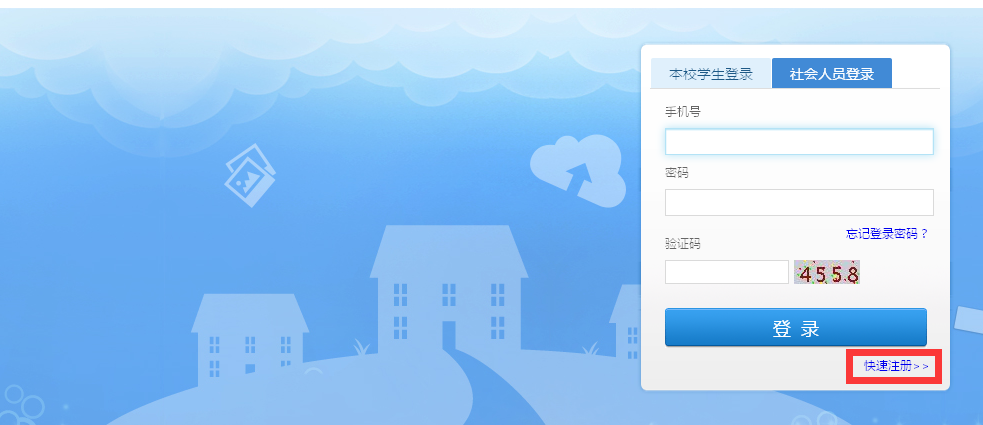 本校学生登录 社会人员登录
手机号
密码
忘记登录密码？
验证码
4558
登 录
快速注册>>